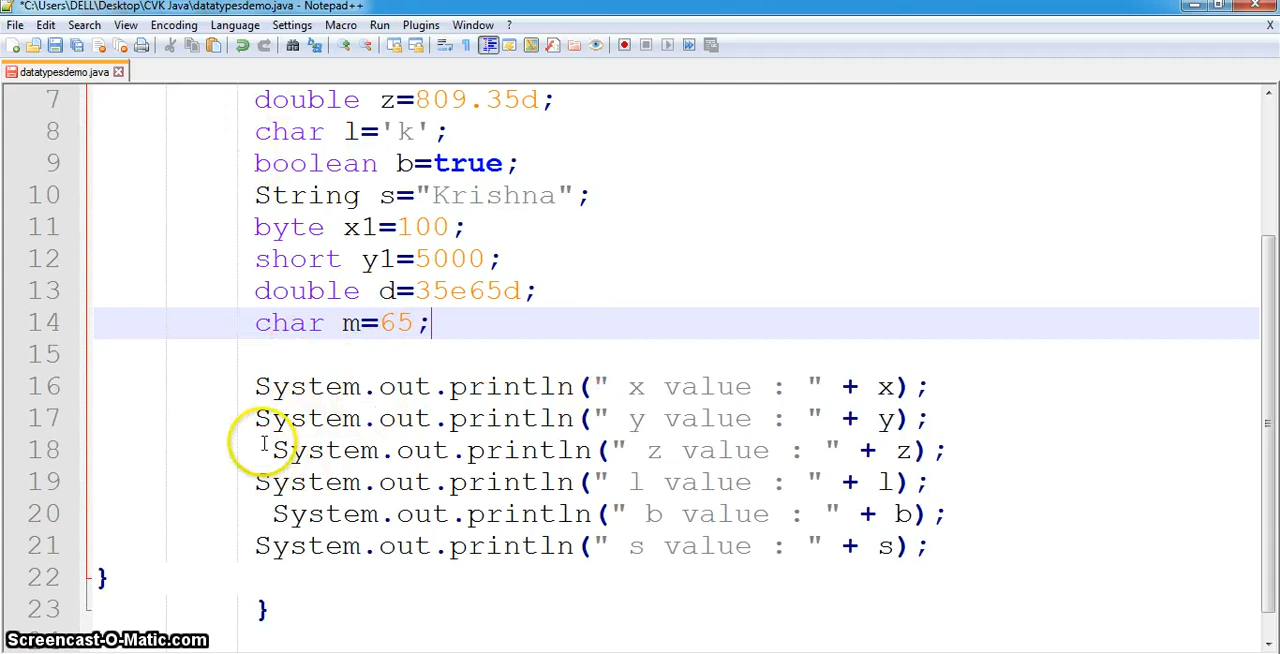 *C:\Users\DELL\Desktop\CVK Java\datatypesdemo.java - Notepad++
File Edit Search View Encoding Language Settings Macro Run Plugins Window ? X
datatypesdemo.java
7 double z=809.35d;
8 char l='k';
9 boolean b=true;
10 String s="Krishna";
11 byte x1=100;
12 short y1=5000;
13 double d=35e65d;
14 char m=65;
15
16 System.out.println(" x value : " + x);
17 System.out.println(" y value : " + y);
18 System.out.println(" z value : " + z);
19 System.out.println(" l value : " + l);
20 System.out.println(" b value : " + b);
21 System.out.println(" s value : " + s);
22 }
23 }
Screencast-O-Matic.com